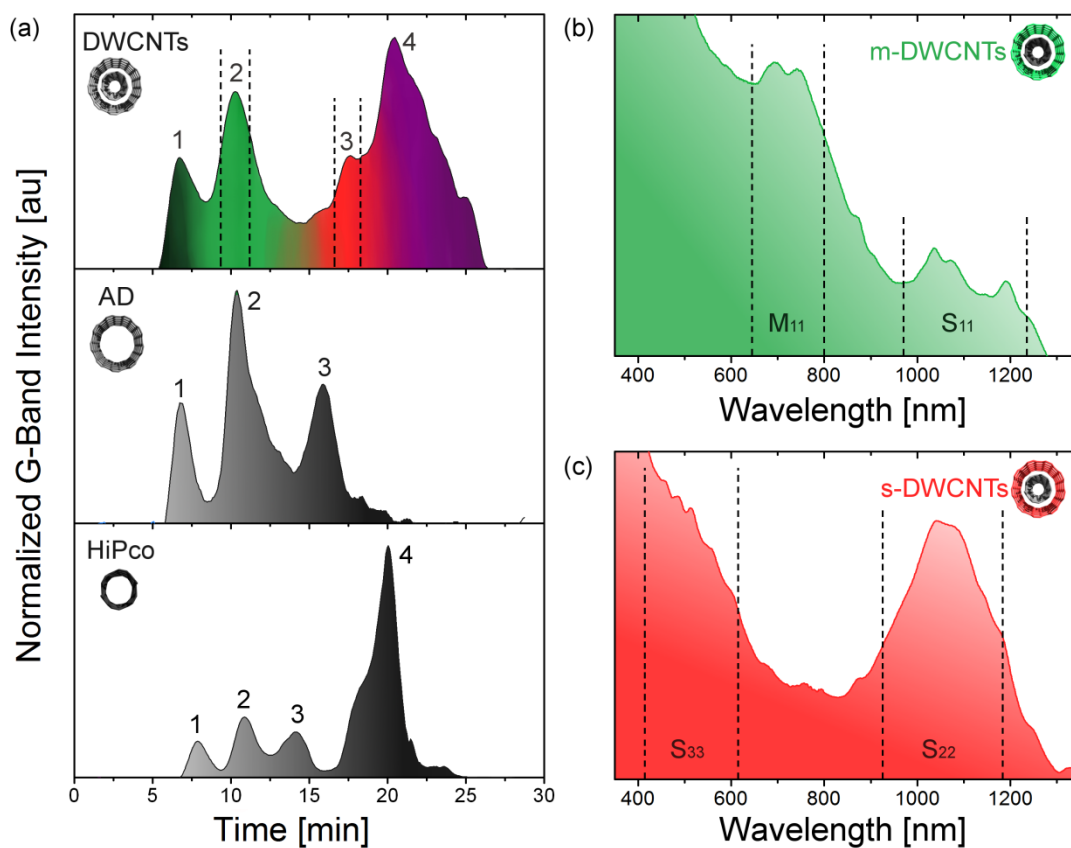 (a)
DWCNTs
1
2
3
4
AD
1
2
3
HiPco
1
2
3
4
Normalized G-Band Intensity [au]
0 5 10 15 20 25 30
Time [min]
(b)
m-DWCNTs
M₁₁
S₁₁
400 600 800 1000 1200
Wavelength [nm]
(c)
s-DWCNTs
S₃₃
S₂₂
400 600 800 1000 1200
Wavelength [nm]